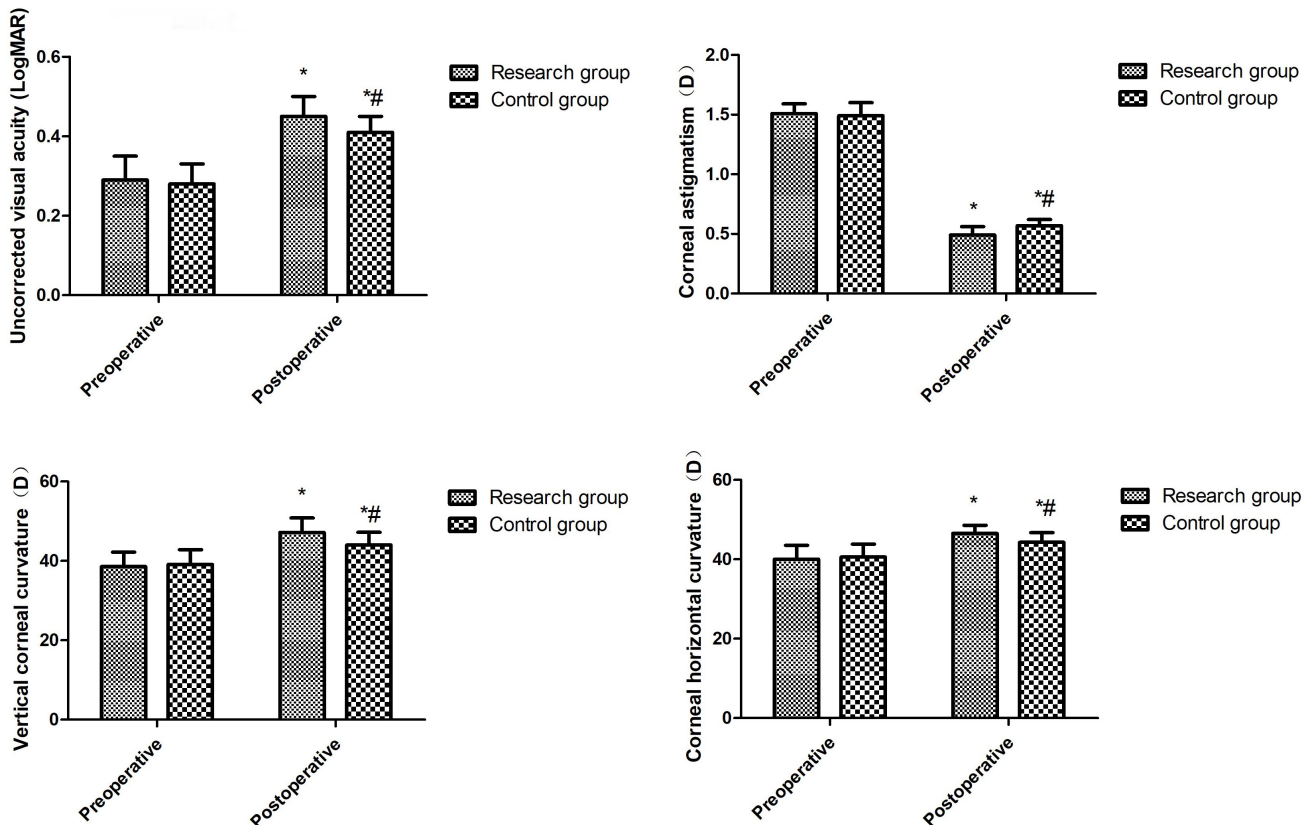 Uncorrected visual acuity (LogMAR)
0.6
0.4
0.2
0.0
*
*#
Preoperative
Postoperative
Research group
Control group
Corneal astigmatism（D）
2.0
1.5
1.0
0.5
0.0
*
*#
Preoperative
Postoperative
Research group
Control group
Vertical corneal curvature（D）
60
40
20
0
*
*#
Preoperative
Postoperative
Research group
Control group
Corneal horizontal curvature（D）
60
40
20
0
*
*#
Preoperative
Postoperative
Research group
Control group